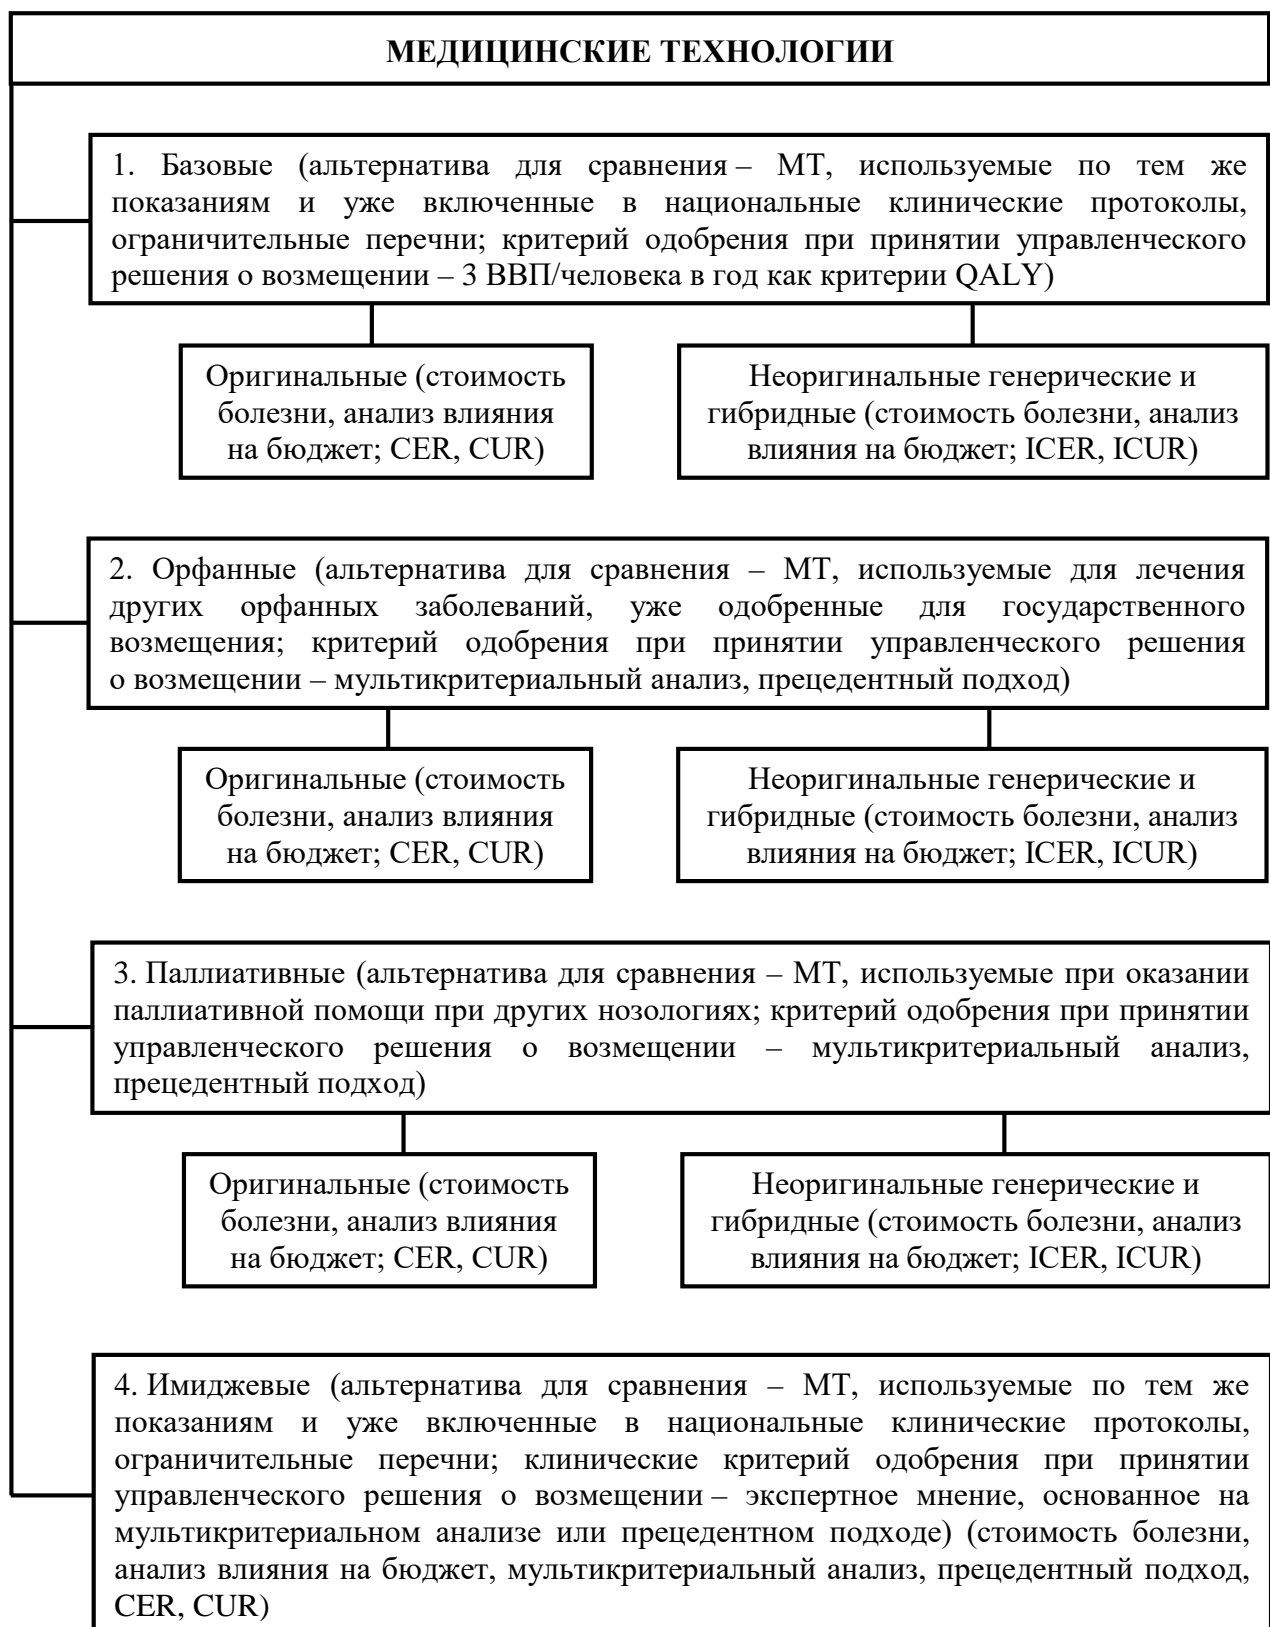 МЕДИЦИНСКИЕ ТЕХНОЛОГИИ
1. Базовые (альтернатива для сравнения – МТ, используемые по тем же
показаниям и уже включенные в национальные клинические протоколы,
ограничительные перечни; критерий одобрения при принятии управленческого
решения о возмещении – 3 ВВП/человека в год как критерии QALY)
Оригинальные (стоимость
болезни, анализ влияния
на бюджет; CER, CUR)
Неоригинальные генерические и
гибридные (стоимость болезни, анализ
влияния на бюджет; ICER, ICUR)
2. Орфанные (альтернатива для сравнения – МТ, используемые для лечения
других орфанных заболеваний, уже одобренные для государственного
возмещения; критерий одобрения при принятии управленческого решения
о возмещении – мультикритериальный анализ, прецедентный подход)
Оригинальные (стоимость
болезни, анализ влияния
на бюджет; CER, CUR)
Неоригинальные генерические и
гибридные (стоимость болезни, анализ
влияния на бюджет; ICER, ICUR)
3. Паллиативные (альтернатива для сравнения – МТ, используемые при оказании
паллиативной помощи при других нозологиях; критерий одобрения при принятии
управленческого решения о возмещении – мультикритериальный анализ,
прецедентный подход)
Оригинальные (стоимость
болезни, анализ влияния
на бюджет; CER, CUR)
Неоригинальные генерические и
гибридные (стоимость болезни, анализ
влияния на бюджет; ICER, ICUR)
4. Имиджевые (альтернатива для сравнения – МТ, используемые по тем же
показаниям и уже включенные в национальные клинические протоколы,
ограничительные перечни; клинические критерий одобрения при принятии
управленческого решения о возмещении – экспертное мнение, основанное на
мультикритериальном анализе или прецедентном подходе) (стоимость болезни,
анализ влияния на бюджет, мультикритериальный анализ, прецедентный подход,
CER, CUR)